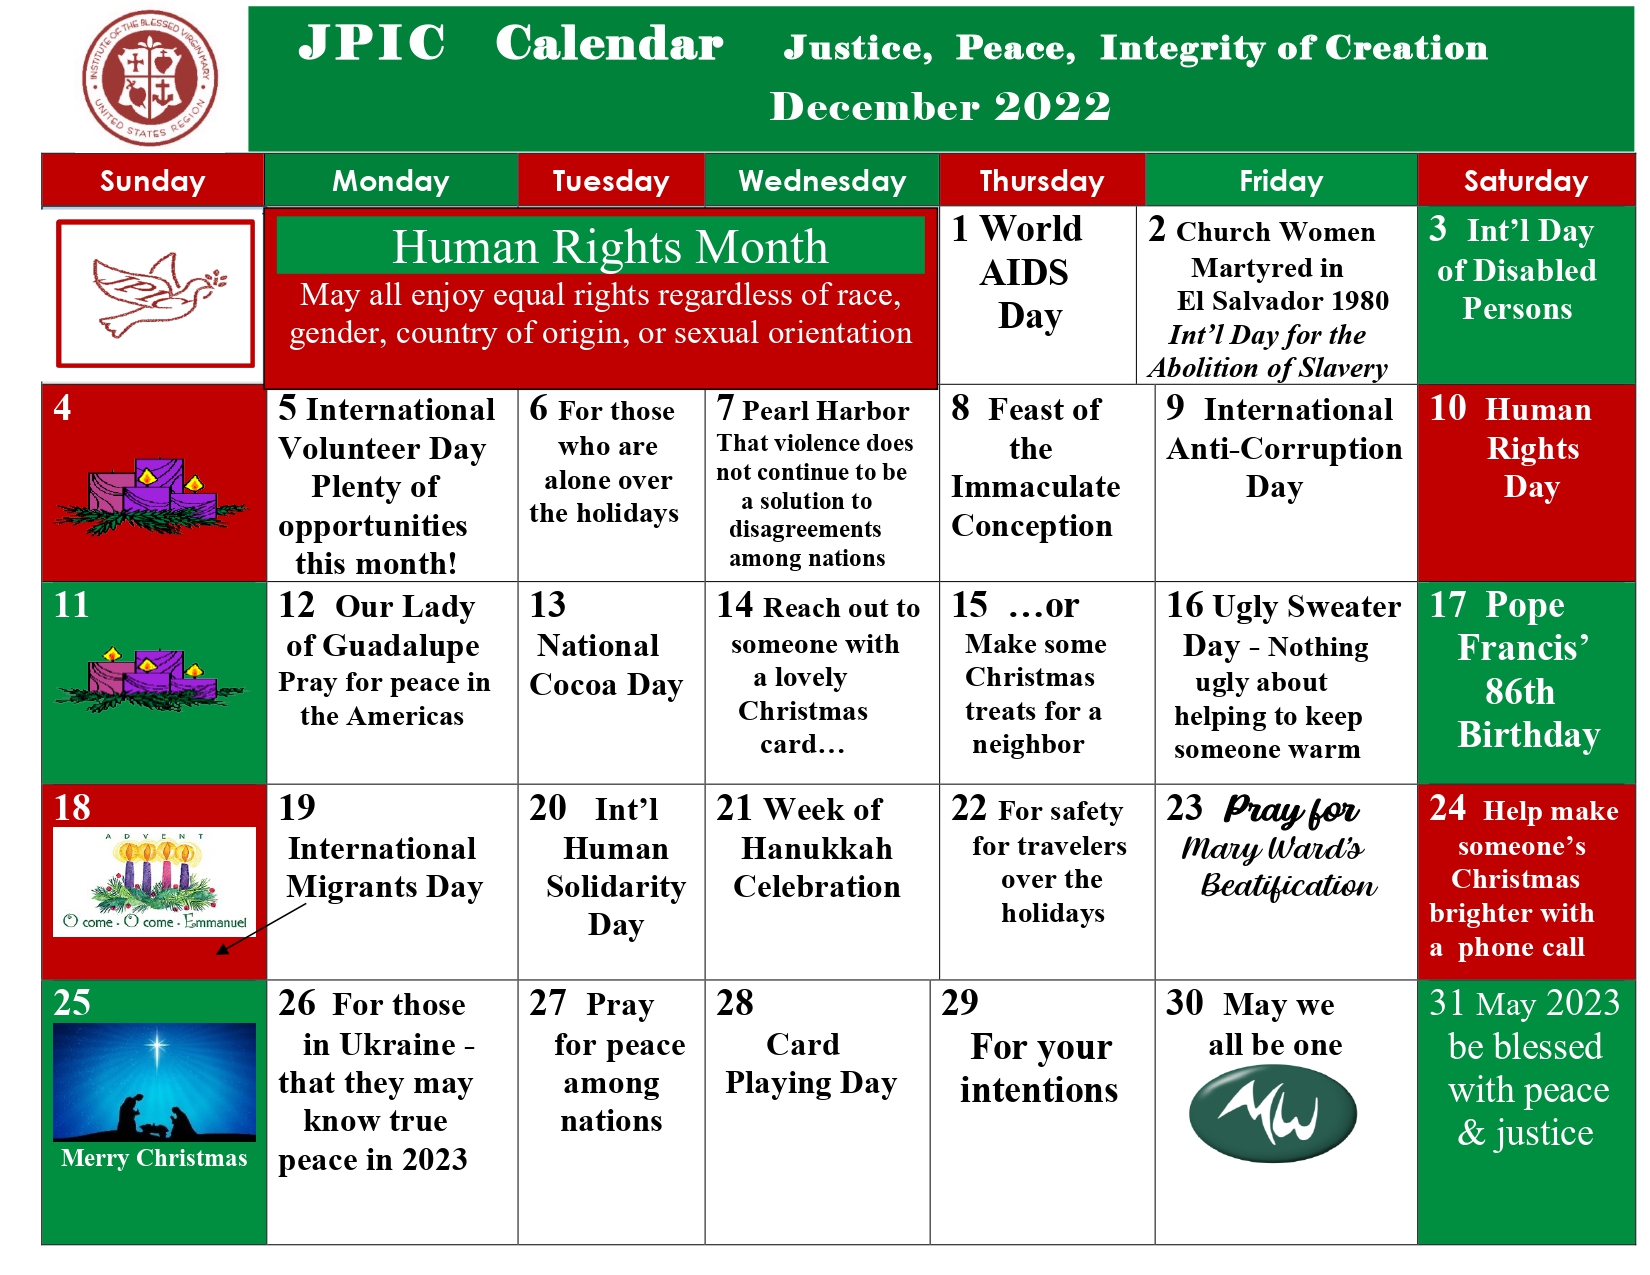 INSTITUTE OF THE BLESSED VIRGIN MARY
UNITED STATES REGION
JPIC Calendar Justice, Peace, Integrity of Creation
December 2022
Sunday Monday Tuesday Wednesday Thursday Friday Saturday
Human Rights Month
May all enjoy equal rights regardless of race,
gender, country of origin, or sexual orientation
1 World
AIDS
Day
2 Church Women
Martyred in
El Salvador 1980
Int’l Day for the
Abolition of Slavery
3 Int’l Day
of Disabled
Persons
4
5 International
Volunteer Day
Plenty of
opportunities
this month!
6 For those
who are
alone over
the holidays
7 Pearl Harbor
That violence does
not continue to be
a solution to
disagreements
among nations
8 Feast of
the
Immaculate
Conception
9 International
Anti-Corruption
Day
10 Human
Rights
Day
11
12 Our Lady
of Guadalupe
Pray for peace in
the Americas
13
National
Cocoa Day
14 Reach out to
someone with
a lovely
Christmas
card…
15 …or
Make some
Christmas
treats for a
neighbor
16 Ugly Sweater
Day - Nothing
ugly about
helping to keep
someone warm
17 Pope
Francis’
86th
Birthday
18
ADVENT
O come · O come · Emmanuel
19
International
Migrants Day
20 Int’l
Human
Solidarity
Day
21 Week of
Hanukkah
Celebration
22 For safety
for travelers
over the
holidays
23 Pray for
Mary Ward’s
Beatification
24 Help make
someone’s
Christmas
brighter with
a phone call
25
Merry Christmas
26 For those
in Ukraine -
that they may
know true
peace in 2023
27 Pray
for peace
among
nations
28
Card
Playing Day
29
For your
intentions
30 May we
all be one
MW
31 May 2023
be blessed
with peace
& justice